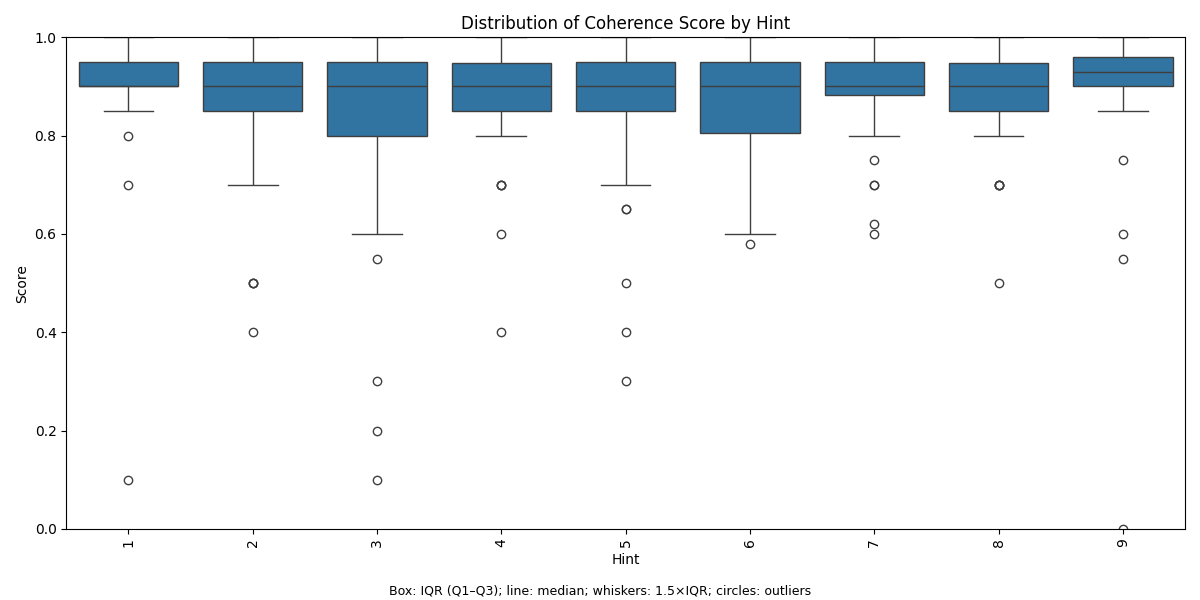 Distribution of Coherence Score by Hint
1.0
0.8
0.6
0.4
0.2
0.0
Score
1 2 3 4 5 6 7 8 9
Hint
Box: IQR (Q1–Q3); line: median; whiskers: 1.5×IQR; circles: outliers